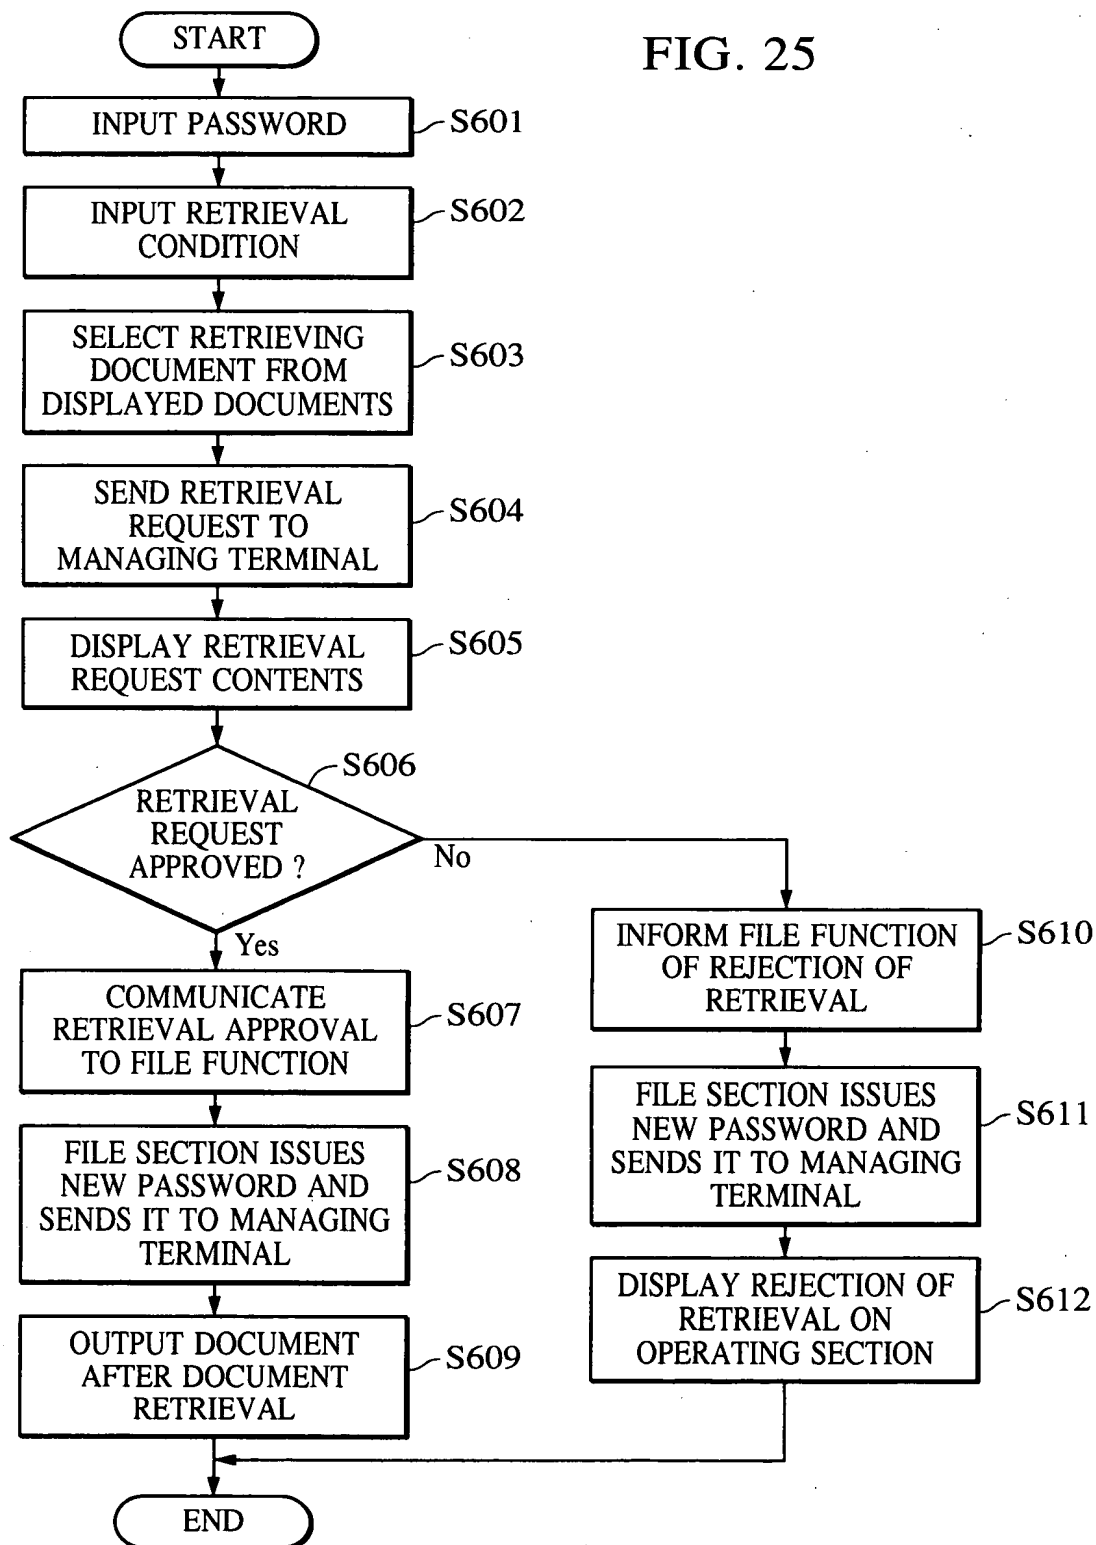 START
FIG. 25
INPUT PASSWORD
S601
INPUT RETRIEVAL
CONDITION
S602
SELECT RETRIEVING
DOCUMENT FROM
DISPLAYED DOCUMENTS
S603
SEND RETRIEVAL
REQUEST TO
MANAGING TERMINAL
S604
DISPLAY RETRIEVAL
REQUEST CONTENTS
S605
S606
RETRIEVAL
REQUEST
APPROVED ?
No
Yes
COMMUNICATE
RETRIEVAL APPROVAL
TO FILE FUNCTION
S607
FILE SECTION ISSUES
NEW PASSWORD AND
SENDS IT TO MANAGING
TERMINAL
S608
OUTPUT DOCUMENT
AFTER DOCUMENT
RETRIEVAL
S609
INFORM FILE FUNCTION
OF REJECTION OF
RETRIEVAL
S610
FILE SECTION ISSUES
NEW PASSWORD AND
SENDS IT TO MANAGING
TERMINAL
S611
DISPLAY REJECTION OF
RETRIEVAL ON
OPERATING SECTION
S612
END